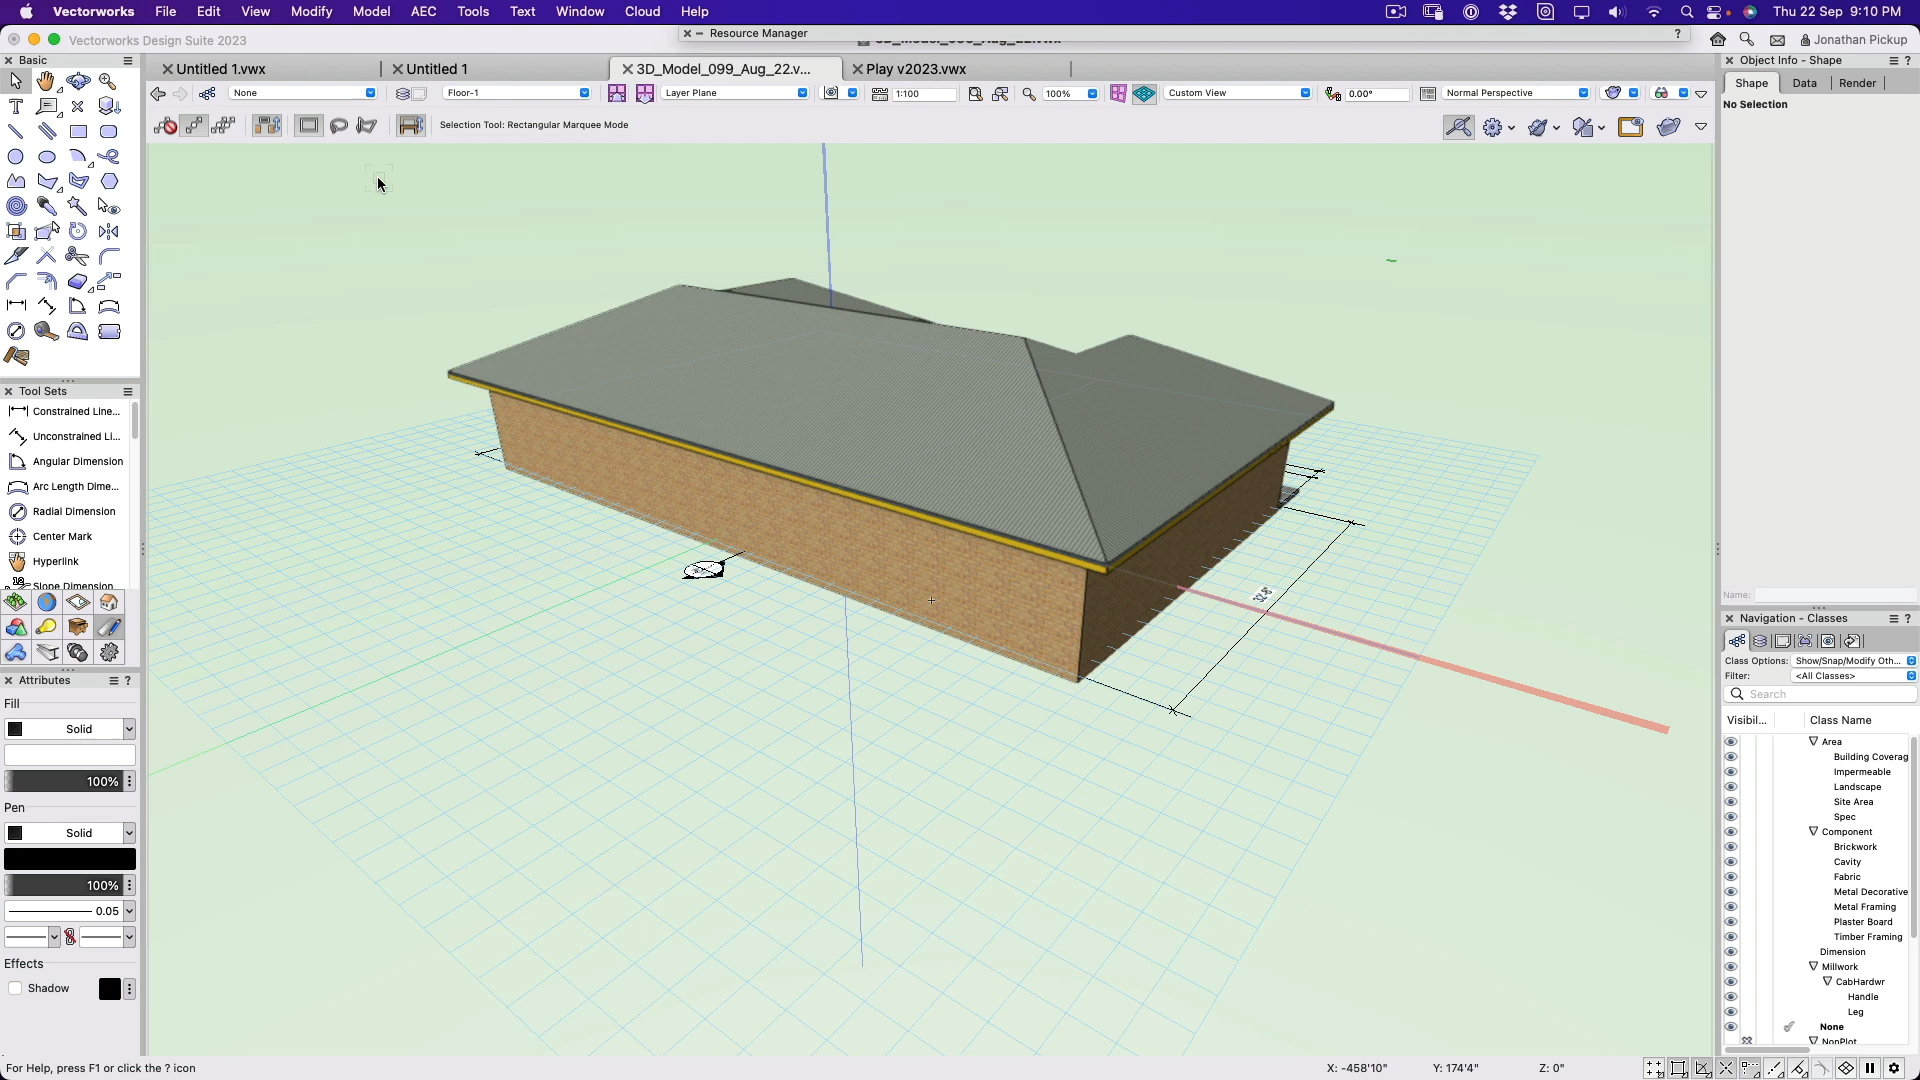 Vectorworks File Edit View Modify Model AEC Tools Text Window Cloud Help Thu 22 Sep 9:10 PM
Vectorworks Design Suite 2023 Resource Manager ? Jonathan Pickup
Basic
Untitled 1.vwx Untitled 1 3D_Model_099_Aug_22.v... Play v2023.vwx
Object Info - Shape ?
Shape Data Render
None Floor-1 Layer Plane 1:100 100% Custom View 0.00° Normal Perspective
No Selection
Selection Tool: Rectangular Marquee Mode
Tool Sets
Constrained Line...
Unconstrained Li...
Angular Dimension
Arc Length Dime...
Radial Dimension
Center Mark
Hyperlink
Slope Dimension
32'-8"
Name:
Navigation - Classes ?
Class Options: Show/Snap/Modify Oth...
Filter: <All Classes>
Search
Visibil... Class Name
Area
Building Coverag
Impermeable
Landscape
Site Area
Spec
Component
Brickwork
Cavity
Fabric
Metal Decorative
Metal Framing
Plaster Board
Timber Framing
Dimension
Millwork
CabHardwr
Handle
Leg
None
NonPlot
Attributes ?
Fill
Solid
100%
Pen
Solid
100%
0.05
Effects
Shadow
For Help, press F1 or click the ? icon X: -458'10" Y: 174'4" Z: 0"